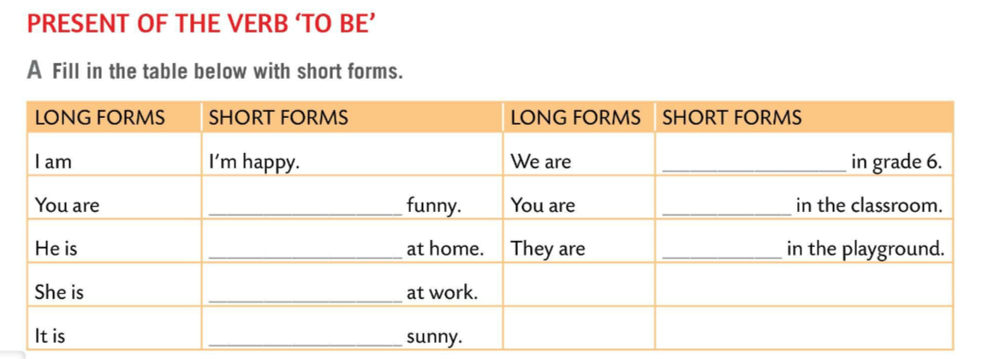 PRESENT OF THE VERB ‘TO BE’
A Fill in the table below with short forms.
LONG FORMS SHORT FORMS LONG FORMS SHORT FORMS
I am I’m happy. We are ____________ in grade 6.
You are ____________ funny. You are ____________ in the classroom.
He is ____________ at home. They are ____________ in the playground.
She is ____________ at work.
It is ____________ sunny.